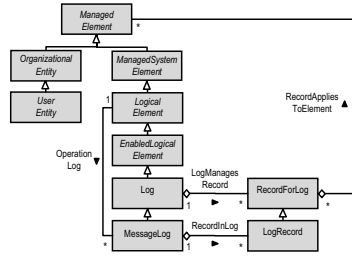 Managed
Element
*
Organizational
Entity
ManagedSystem
Element
User
Entity
1
Logical
Element
RecordApplies
ToElement
EnabledLogical
Element
Operation
Log
LogManages
Record
Log
RecordForLog
1
*
*
MessageLog
RecordInLog
LogRecord
*
1
*